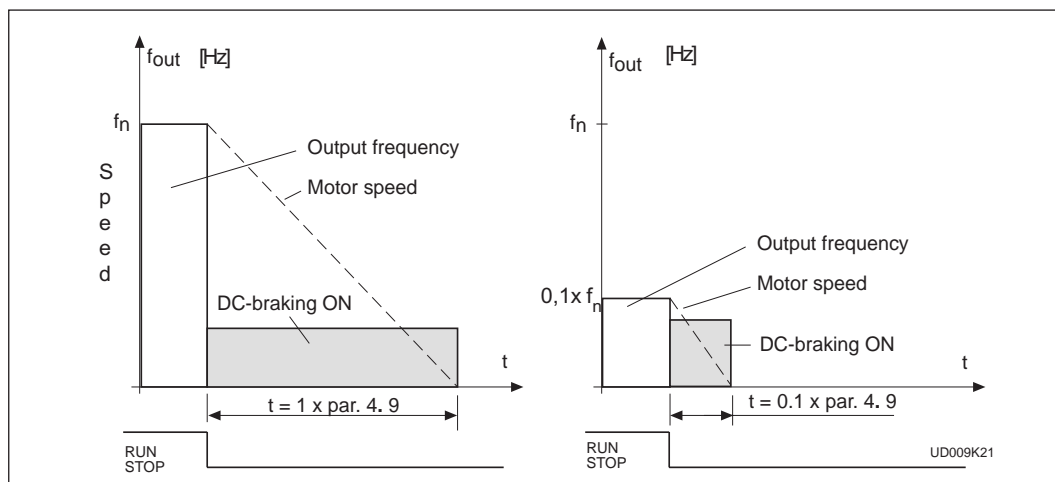 fout [Hz]
fn
Output frequency
Motor speed
Speed
DC-braking ON
t
t = 1 x par. 4. 9
RUN
STOP
fout [Hz]
fn
Output frequency
Motor speed
0,1x fn
DC-braking ON
t
t = 0.1 x par. 4. 9
RUN
STOP
UD009K21